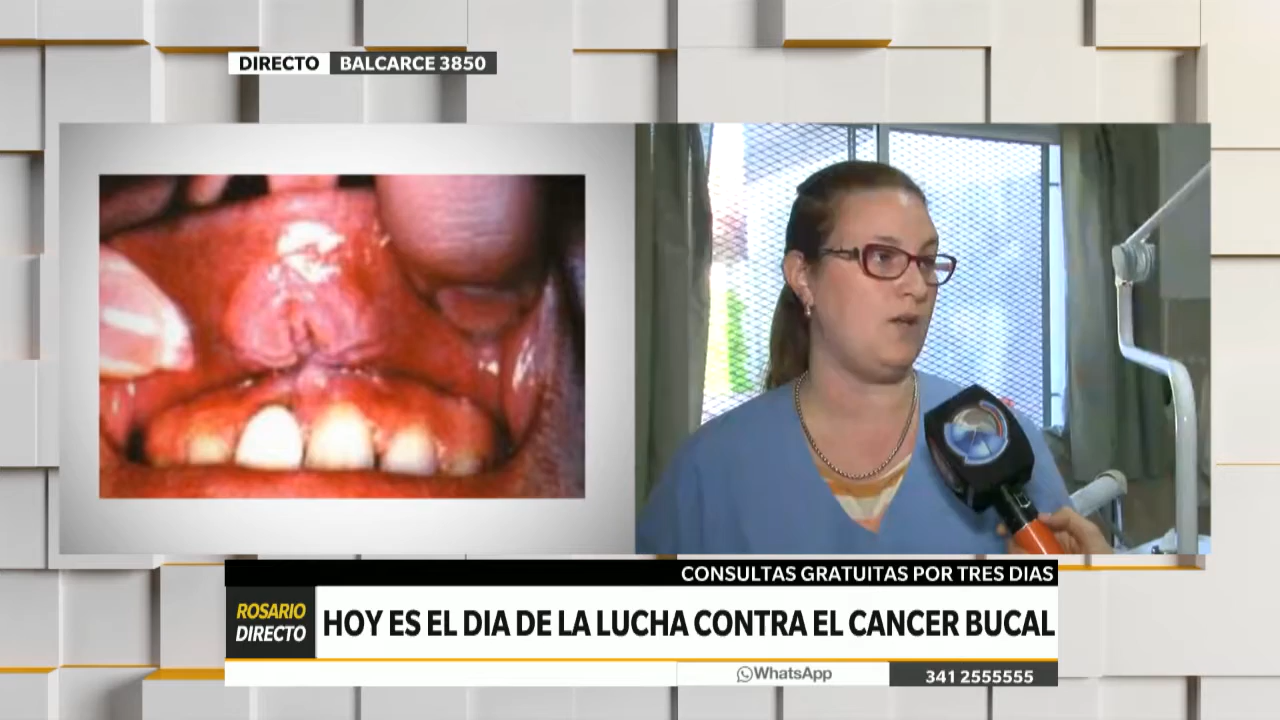 DIRECTO BALCARCE 3850
CONSULTAS GRATUITAS POR TRES DIAS
ROSARIO
DIRECTO
HOY ES EL DIA DE LA LUCHA CONTRA EL CANCER BUCAL
WhatsApp 341 2555555